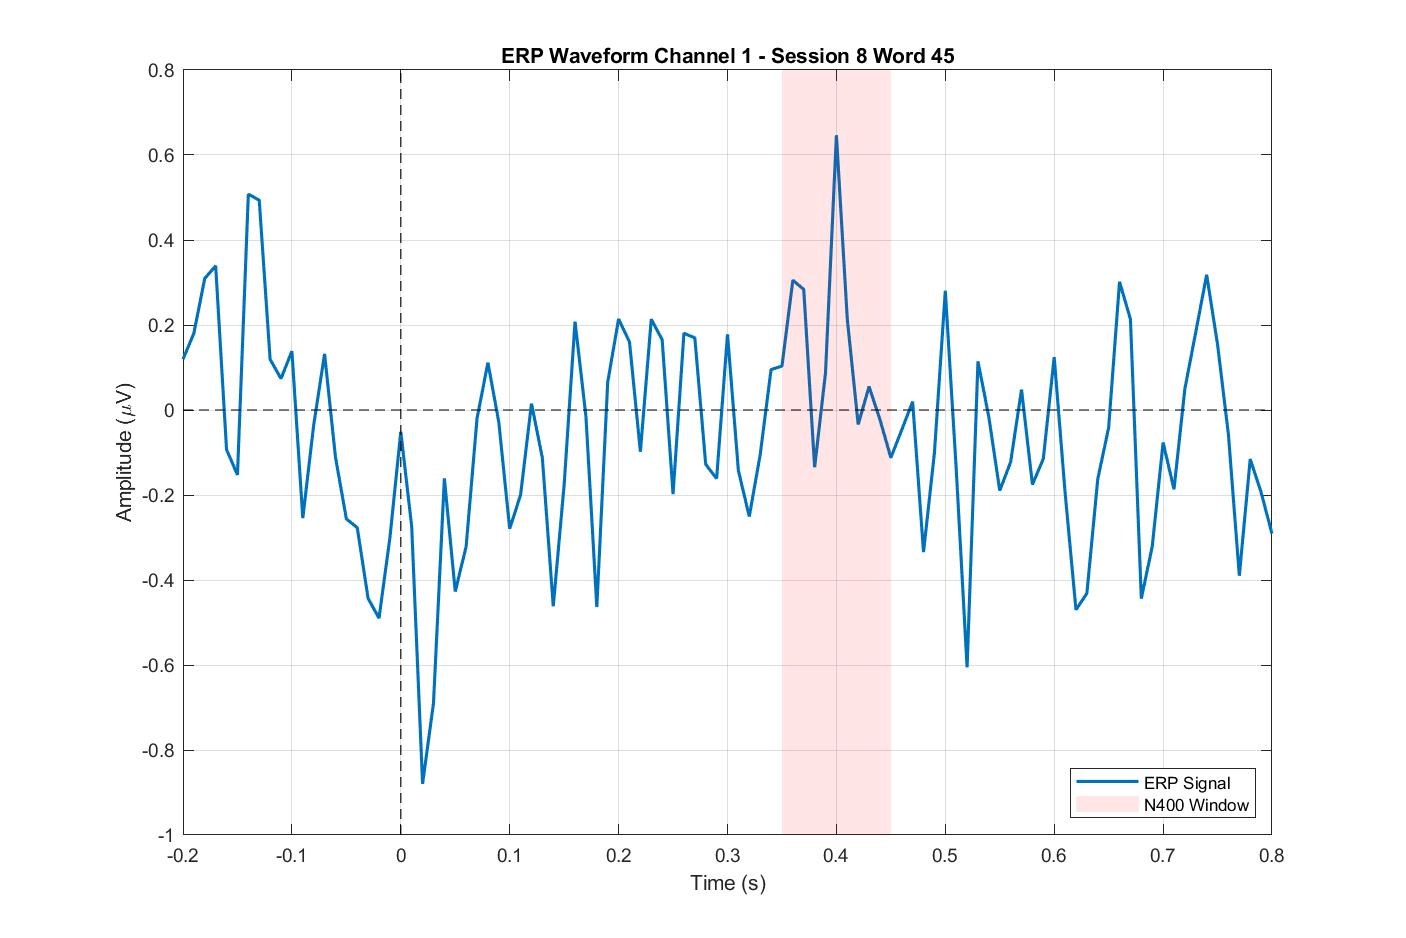 ERP Waveform Channel 1 - Session 8 Word 45
0.8
0.6
0.4
0.2
0
-0.2
-0.4
-0.6
-0.8
-1
Amplitude (μV)
ERP Signal
N400 Window
-0.2 -0.1 0 0.1 0.2 0.3 0.4 0.5 0.6 0.7 0.8
Time (s)